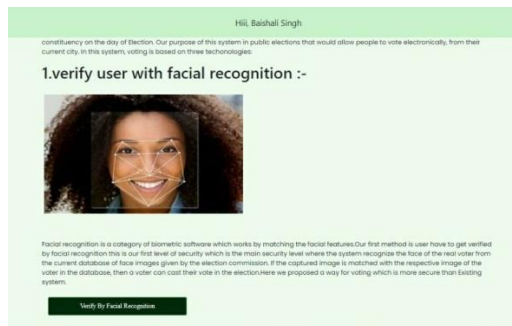 Hiii, Baishali Singh
constituency on the day of Election. Our purpose of this system in public elections that would allow people to vote electronically, from their
current city. In this system, voting is based on three techonologies:
1.verify user with facial recognition :-
Facial recognition is a category of biometric software which works by matching the facial features.Our first method is user have to get verified
by facial recognition this is our first level of security which is the main security level where the system recognize the face of the real voter from
the current database of face images given by the election commission. If the captured image is matched with the respective image of the
voter in the database, then a voter can cast their vote in the election.Here we proposed a way for voting which is more secure than Existing
system.
Verify By Facial Recognition